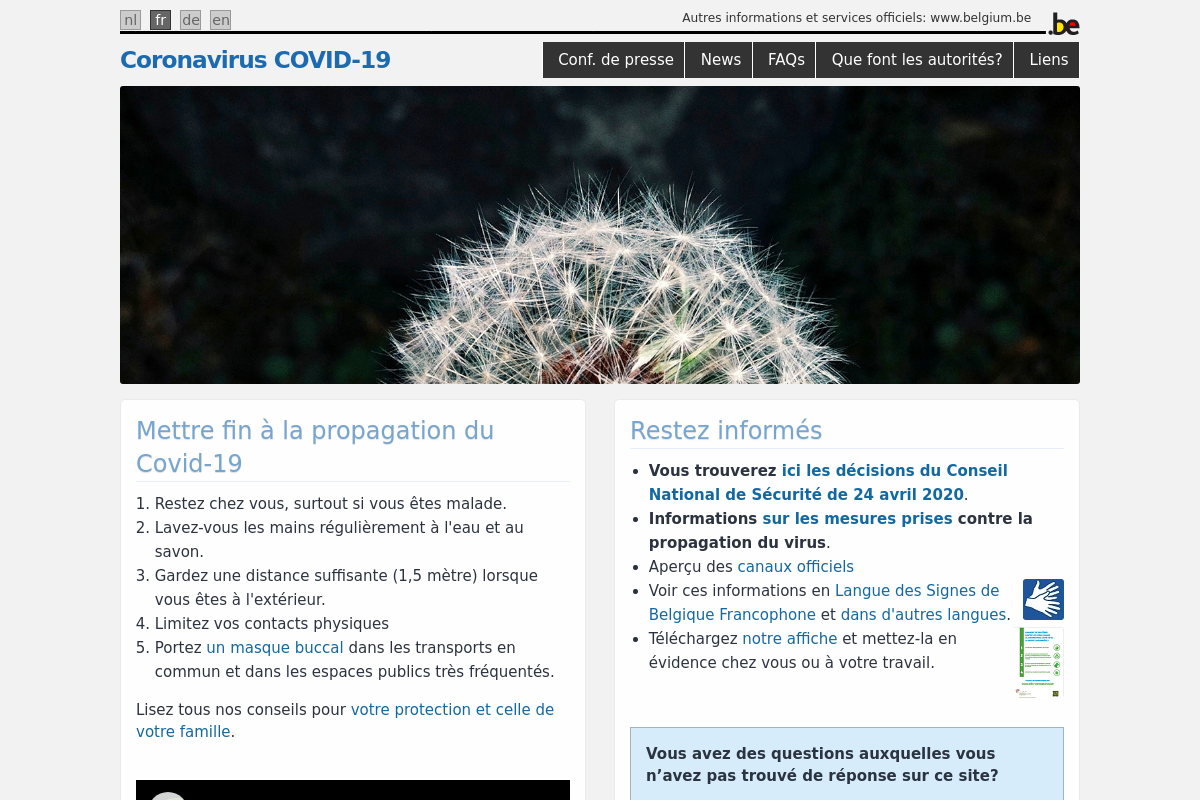 nl fr de en
Autres informations et services officiels: www.belgium.be
.be
Coronavirus COVID-19
Conf. de presse News FAQs Que font les autorités? Liens
Mettre fin à la propagation du
Covid-19
1. Restez chez vous, surtout si vous êtes malade.
2. Lavez-vous les mains régulièrement à l'eau et au
savon.
3. Gardez une distance suffisante (1,5 mètre) lorsque
vous êtes à l'extérieur.
4. Limitez vos contacts physiques
5. Portez un masque buccal dans les transports en
commun et dans les espaces publics très fréquentés.
Lisez tous nos conseils pour votre protection et celle de
votre famille.
Restez informés
• Vous trouverez ici les décisions du Conseil
National de Sécurité de 24 avril 2020.
• Informations sur les mesures prises contre la
propagation du virus.
• Aperçu des canaux officiels
• Voir ces informations en Langue des Signes de
Belgique Francophone et dans d'autres langues.
• Téléchargez notre affiche et mettez-la en
évidence chez vous ou à votre travail.
Vous avez des questions auxquelles vous
n’avez pas trouvé de réponse sur ce site?